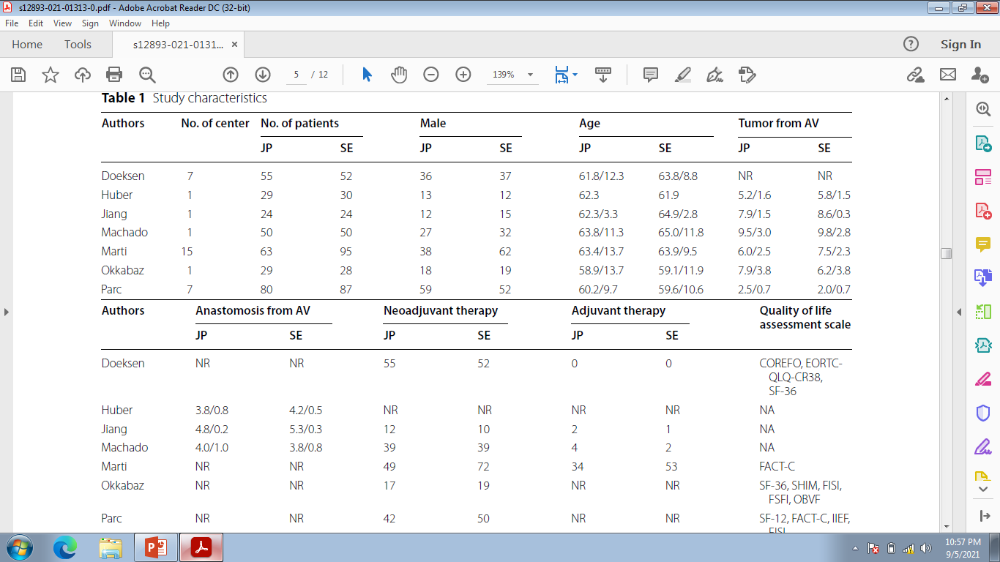 s12893-021-01313-0.pdf - Adobe Acrobat Reader DC (32-bit)
File Edit View Sign Window Help
Home Tools s12893-021-0131... × ? Sign In
5 / 12 139%
Table 1 Study characteristics
Authors No. of center No. of patients Male Age Tumor from AV
JP SE JP SE JP SE JP SE
Doeksen 7 55 52 36 37 61.8/12.3 63.8/8.8 NR NR
Huber 1 29 30 13 12 62.3 61.9 5.2/1.6 5.8/1.5
Jiang 1 24 24 12 15 62.3/3.3 64.9/2.8 7.9/1.5 8.6/0.3
Machado 1 50 50 27 32 63.8/11.3 65.0/11.8 9.5/3.0 9.8/2.8
Marti 15 63 95 38 62 63.4/13.7 63.9/9.5 6.0/2.5 7.5/2.3
Okkabaz 1 29 28 18 19 58.9/13.7 59.1/11.9 7.9/3.8 6.2/3.8
Parc 7 80 87 59 52 60.2/9.7 59.6/10.6 2.5/0.7 2.0/0.7
Authors Anastomosis from AV Neoadjuvant therapy Adjuvant therapy Quality of life
assessment scale
JP SE JP SE JP SE
Doeksen NR NR 55 52 0 0 COREFO, EORTC-
QLQ-CR38,
SF-36
Huber 3.8/0.8 4.2/0.5 NR NR NR NR NA
Jiang 4.8/0.2 5.3/0.3 12 10 2 1 NA
Machado 4.0/1.0 3.8/0.8 39 39 4 2 NA
Marti NR NR 49 72 34 53 FACT-C
Okkabaz NR NR 17 19 NR NR SF-36, SHIM, FISI,
FSFI, OBVF
Parc NR NR 42 50 NR NR SF-12, FACT-C, IIEF,
FISI
10:57 PM
9/5/2021